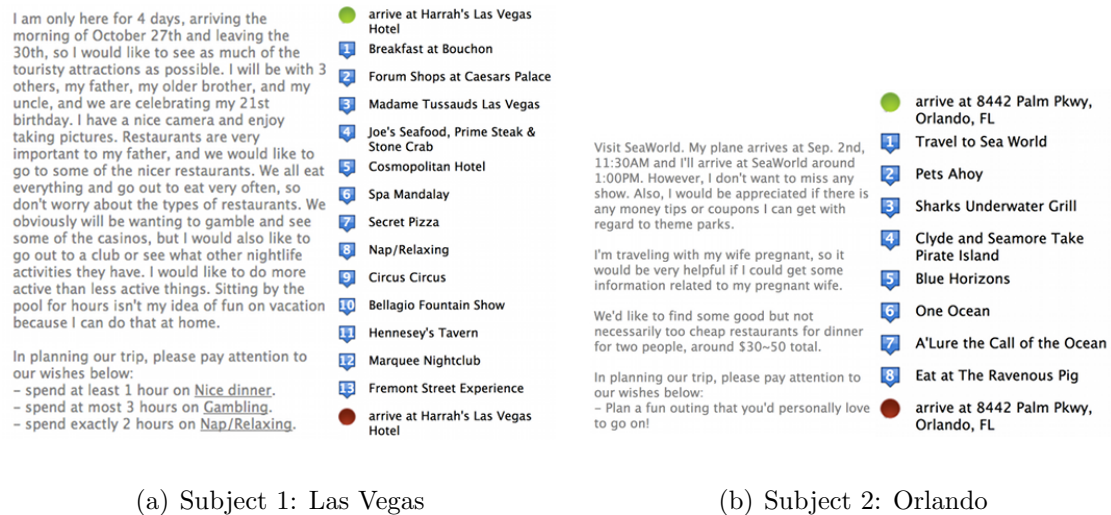 I am only here for 4 days, arriving the
morning of October 27th and leaving the
30th, so I would like to see as much of the
touristy attractions as possible. I will be with 3
others, my father, my older brother, and my
uncle, and we are celebrating my 21st
birthday. I have a nice camera and enjoy
taking pictures. Restaurants are very
important to my father, and we would like to
go to some of the nicer restaurants. We all eat
everything and go out to eat very often, so
don't worry about the types of restaurants. We
obviously will be wanting to gamble and see
some of the casinos, but I would also like to
go out to a club or see what other nightlife
activities they have. I would like to do more
active than less active things. Sitting by the
pool for hours isn't my idea of fun on vacation
because I can do that at home.
In planning our trip, please pay attention to
our wishes below:
– spend at least 1 hour on Nice dinner.
– spend at most 3 hours on Gambling.
– spend exactly 2 hours on Nap/Relaxing.
arrive at Harrah's Las Vegas
Hotel
1 Breakfast at Bouchon
2 Forum Shops at Caesars Palace
3 Madame Tussauds Las Vegas
4 Joe's Seafood, Prime Steak &
Stone Crab
5 Cosmopolitan Hotel
6 Spa Mandalay
7 Secret Pizza
8 Nap/Relaxing
9 Circus Circus
10 Bellagio Fountain Show
11 Hennesey's Tavern
12 Marquee Nightclub
13 Fremont Street Experience
arrive at Harrah's Las Vegas
Hotel
(a) Subject 1: Las Vegas
Visit SeaWorld. My plane arrives at Sep. 2nd,
11:30AM and I'll arrive at SeaWorld around
1:00PM. However, I don't want to miss any
show. Also, I would be appreciated if there is
any money tips or coupons I can get with
regard to theme parks.
I'm traveling with my wife pregnant, so it
would be very helpful if I could get some
information related to my pregnant wife.
We'd like to find some good but not
necessarily too cheap restaurants for dinner
for two people, around $30~50 total.
In planning our trip, please pay attention to
our wishes below:
– Plan a fun outing that you'd personally love
to go on!
arrive at 8442 Palm Pkwy,
Orlando, FL
1 Travel to Sea World
2 Pets Ahoy
3 Sharks Underwater Grill
4 Clyde and Seamore Take
Pirate Island
5 Blue Horizons
6 One Ocean
7 A'Lure the Call of the Ocean
8 Eat at The Ravenous Pig
arrive at 8442 Palm Pkwy,
Orlando, FL
(b) Subject 2: Orlando